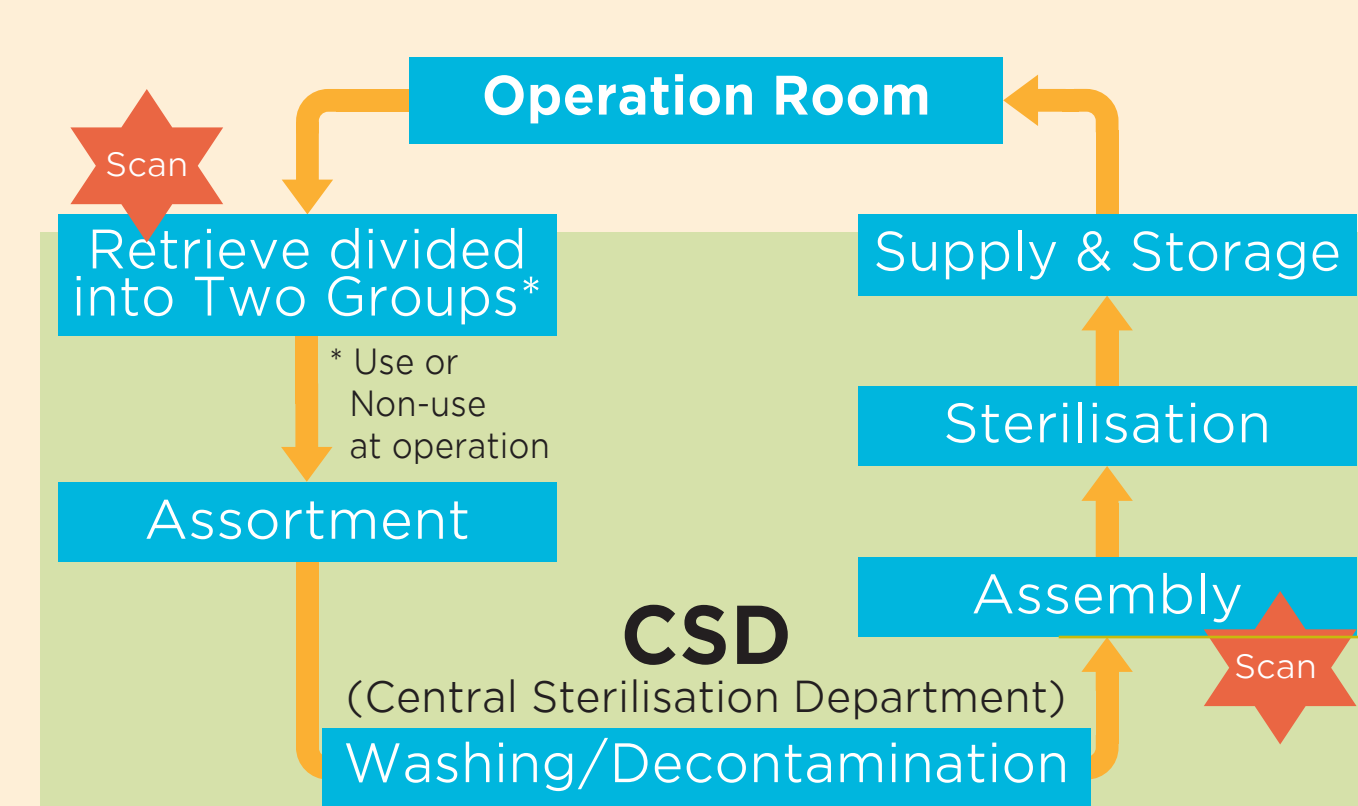 Operation Room
Scan
Retrieve divided
into Two Groups*
* Use or
Non-use
at operation
Assortment
Supply & Storage
Sterilisation
Assembly
Scan
CSD
(Central Sterilisation Department)
Washing/Decontamination